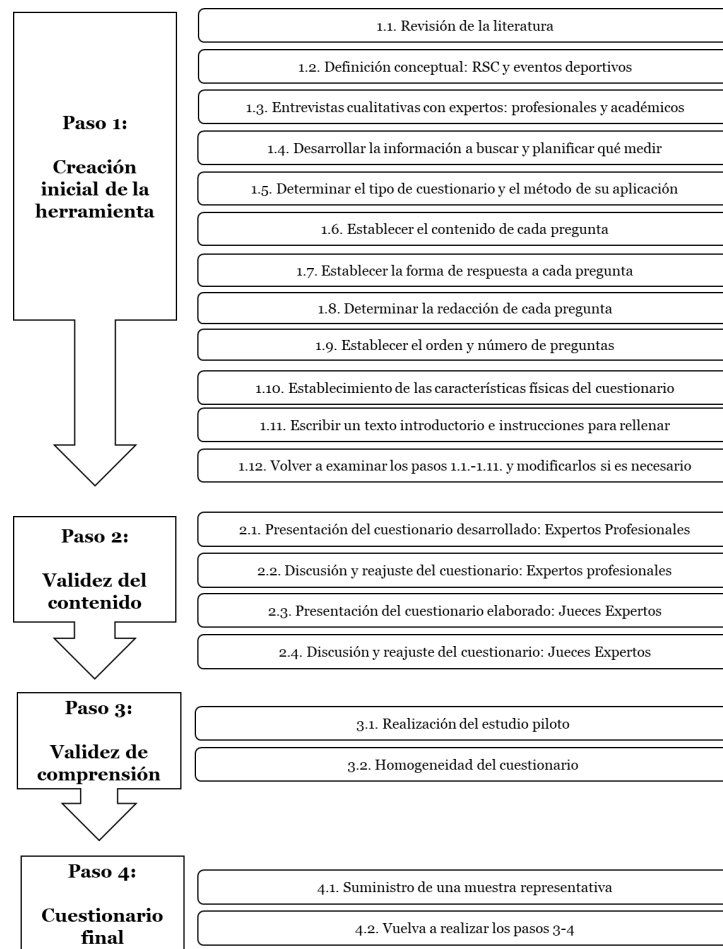 Paso 1:
Creación
inicial de la
herramienta
1.1. Revisión de la literatura
1.2. Definición conceptual: RSC y eventos deportivos
1.3. Entrevistas cualitativas con expertos: profesionales y académicos
1.4. Desarrollar la información a buscar y planificar qué medir
1.5. Determinar el tipo de cuestionario y el método de su aplicación
1.6. Establecer el contenido de cada pregunta
1.7. Establecer la forma de respuesta a cada pregunta
1.8. Determinar la redacción de cada pregunta
1.9. Establecer el orden y número de preguntas
1.10. Establecimiento de las características físicas del cuestionario
1.11. Escribir un texto introductorio e instrucciones para rellenar
1.12. Volver a examinar los pasos 1.1.-1.11. y modificarlos si es necesario
Paso 2:
Validez del
contenido
2.1. Presentación del cuestionario desarrollado: Expertos Profesionales
2.2. Discusión y reajuste del cuestionario: Expertos profesionales
2.3. Presentación del cuestionario elaborado: Jueces Expertos
2.4. Discusión y reajuste del cuestionario: Jueces Expertos
Paso 3:
Validez de
comprensión
3.1. Realización del estudio piloto
3.2. Homogeneidad del cuestionario
Paso 4:
Cuestionario
final
4.1. Suministro de una muestra representativa
4.2. Vuelva a realizar los pasos 3-4